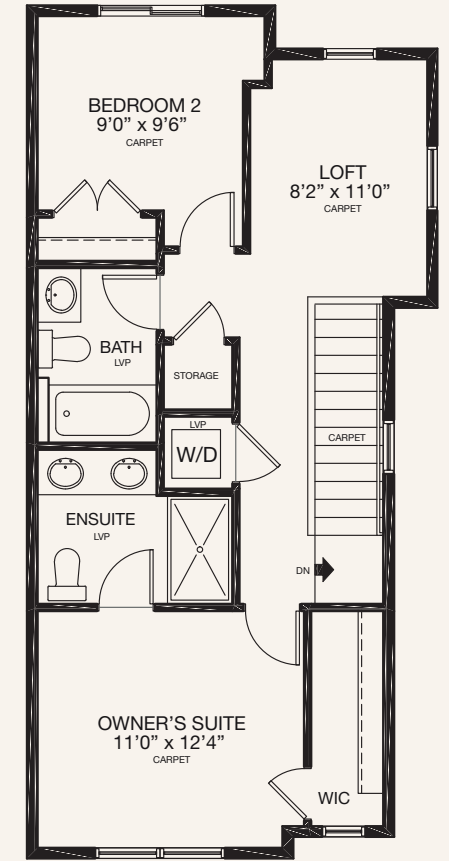 BEDROOM 2
9’0” x 9’6”
CARPET
LOFT
8’2” x 11’0”
CARPET
BATH
LVP
STORAGE
LVP
W/D
CARPET
ENSUITE
LVP
DN
OWNER’S SUITE
11’0” x 12’4”
CARPET
WIC